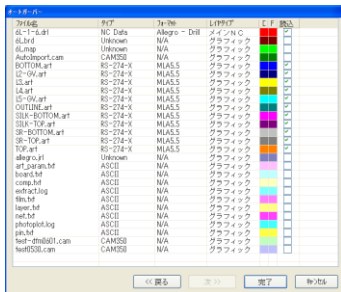 オートインポート
ファイル名 タイプ フォーマット レイヤタイプ D F 読込
6L-1-6.drl NC Data Allegro - Drill メインNC
6L.brd Unknown N/A グラフィック
6L.map Unknown N/A グラフィック
AutoImport.cam CAM350 N/A グラフィック
BOTTOM.art RS-274-X MLA5.5 グラフィック
L2-GV.art RS-274-X MLA5.5 グラフィック
L3.art RS-274-X MLA5.5 グラフィック
L4.art RS-274-X MLA5.5 グラフィック
L5-GV.art RS-274-X MLA5.5 グラフィック
OUTLINE.art RS-274-X MLA5.5 グラフィック
SILK-BOTTOM.art RS-274-X MLA5.5 グラフィック
SILK-TOP.art RS-274-X MLA5.5 グラフィック
SR-BOTTOM.art RS-274-X MLA5.5 グラフィック
SR-TOP.art RS-274-X MLA5.5 グラフィック
TOP.art RS-274-X MLA5.5 グラフィック
allegro.jrl Unknown N/A グラフィック
art_param.txt ASCII N/A グラフィック
board.txt ASCII N/A グラフィック
comp.txt ASCII N/A グラフィック
extract.log ASCII N/A グラフィック
film.txt ASCII N/A グラフィック
layer.txt ASCII N/A グラフィック
net.txt ASCII N/A グラフィック
photoplot.log ASCII N/A グラフィック
pin.txt ASCII N/A グラフィック
test-dfm0601.cam CAM350 N/A グラフィック
test0530.cam CAM350 N/A グラフィック
<< 戻る 次 >> 完了 キャンセル